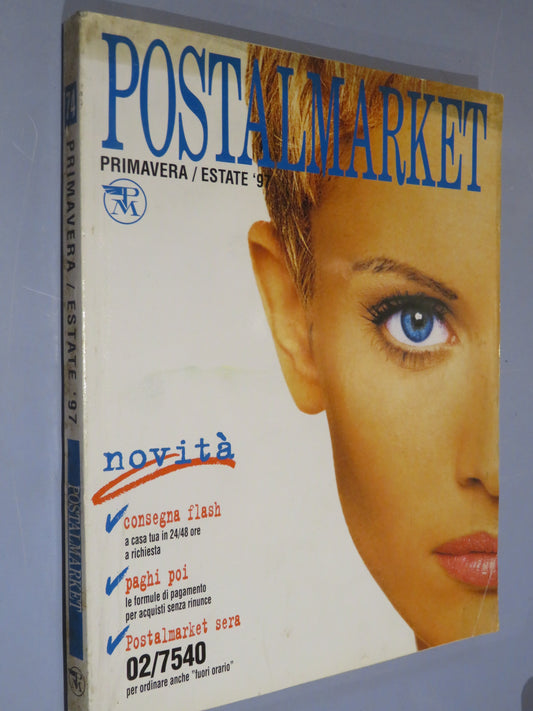 POSTALMARKET
PRIMAVERA / ESTATE '97
PM
novità
consegna flash
a casa tua in 24/48 ore
a richiesta
paghi poi
le formule di pagamento
per acquisti senza rinunce
Postalmarket sera
02/7540
per ordinare anche "fuori orario"
PRIMAVERA / ESTATE '97
POSTALMARKET
PM